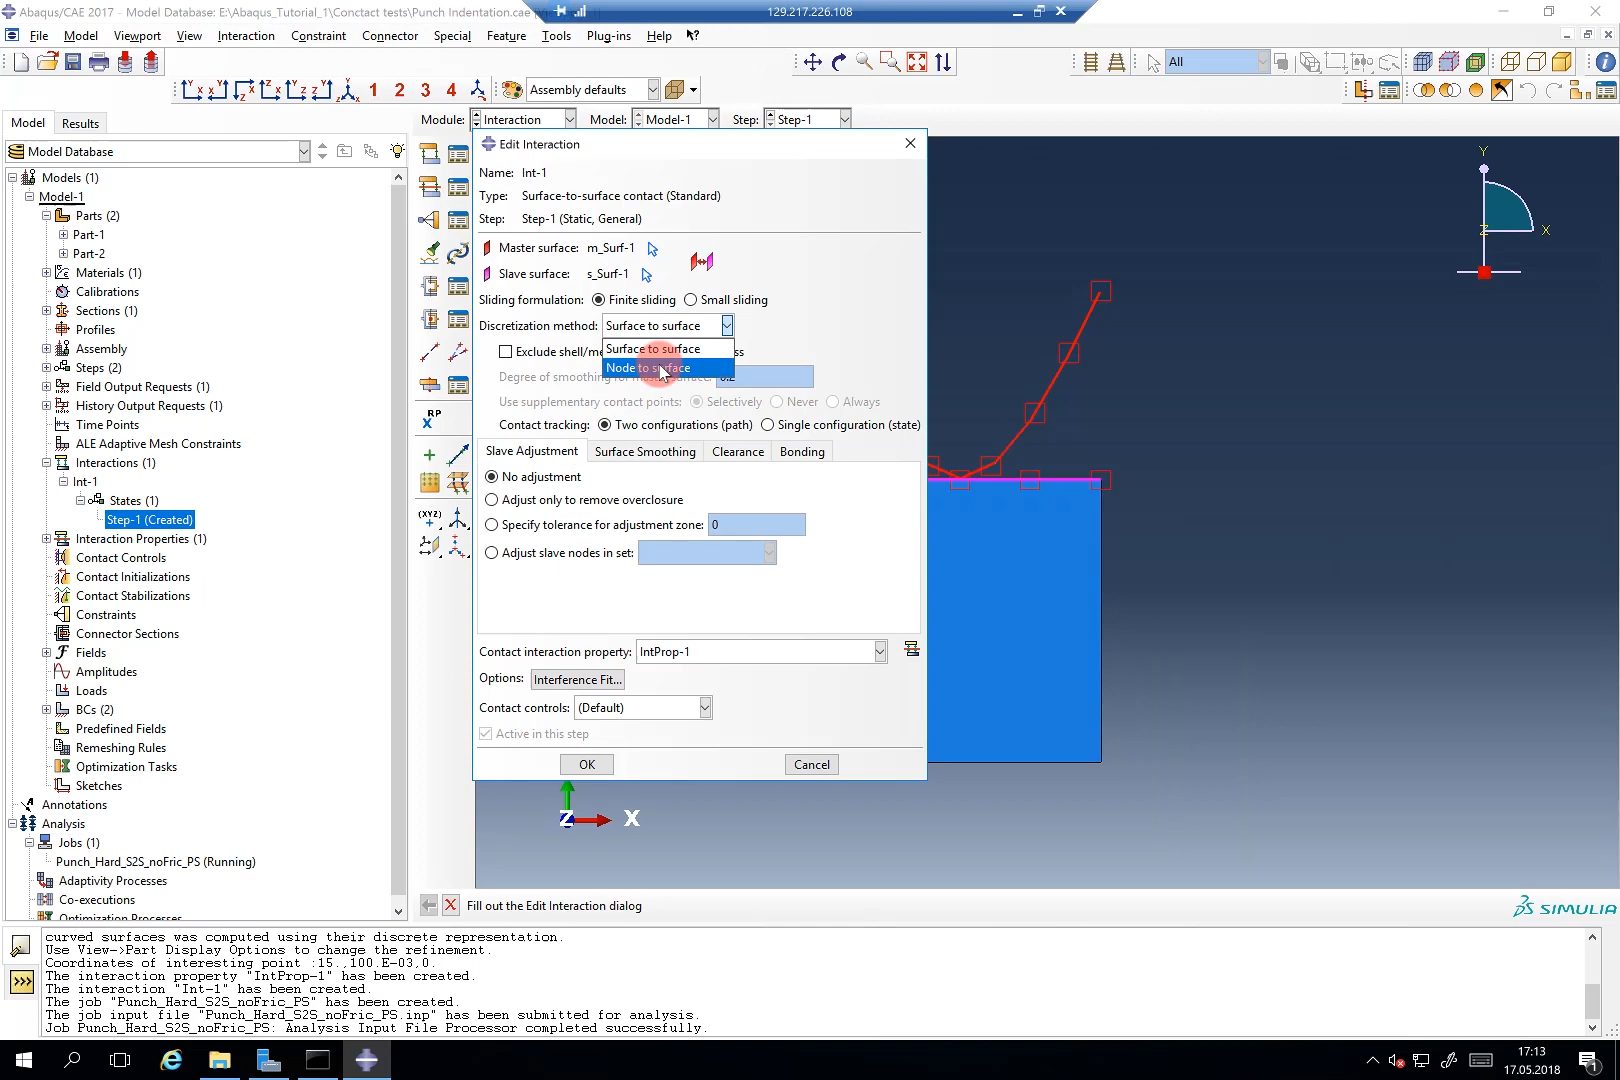 Abaqus/CAE 2017 - Model Database: E:\Abaqus_Tutorial_1\Conctact tests\Punch Indentation.cae
129.217.226.108
File Model Viewport View Interaction Constraint Connector Special Feature Tools Plug-ins Help
All
1 2 3 4
Assembly defaults
Model Results
Module: Interaction Model: Model-1 Step: Step-1
Model Database
Models (1)
Model-1
Parts (2)
Part-1
Part-2
Materials (1)
Calibrations
Sections (1)
Profiles
Assembly
Steps (2)
Field Output Requests (1)
History Output Requests (1)
Time Points
ALE Adaptive Mesh Constraints
Interactions (1)
Int-1
States (1)
Step-1 (Created)
Interaction Properties (1)
Contact Controls
Contact Initializations
Contact Stabilizations
Constraints
Connector Sections
Fields
Amplitudes
Loads
BCs (2)
Predefined Fields
Remeshing Rules
Optimization Tasks
Sketches
Annotations
Analysis
Jobs (1)
Punch_Hard_S2S_noFric_PS (Running)
Adaptivity Processes
Co-executions
Optimization Processes
RP
X
(XYZ)
Edit Interaction
Name: Int-1
Type: Surface-to-surface contact (Standard)
Step: Step-1 (Static, General)
Master surface: m_Surf-1
Slave surface: s_Surf-1
Sliding formulation: Finite sliding Small sliding
Discretization method: Surface to surface
Surface to surface
Node to surface
Exclude shell/me
ss
Degree of smoothing for master surface: 0.2
Use supplementary contact points: Selectively Never Always
Contact tracking: Two configurations (path) Single configuration (state)
Slave Adjustment Surface Smoothing Clearance Bonding
No adjustment
Adjust only to remove overclosure
Specify tolerance for adjustment zone: 0
Adjust slave nodes in set:
Contact interaction property: IntProp-1
Options: Interference Fit...
Contact controls: (Default)
Active in this step
OK Cancel
Y
Z X
Z X
Fill out the Edit Interaction dialog
SIMULIA
curved surfaces was computed using their discrete representation.
Use View->Part Display Options to change the refinement.
Coordinates of interesting point :15.,100.E-03,0.
The interaction property "IntProp-1" has been created.
The interaction "Int-1" has been created.
The job "Punch_Hard_S2S_noFric_PS" has been created.
The job input file "Punch_Hard_S2S_noFric_PS.inp" has been submitted for analysis.
Job Punch_Hard_S2S_noFric_PS: Analysis Input File Processor completed successfully.
>>>
17:13
17.05.2018
1